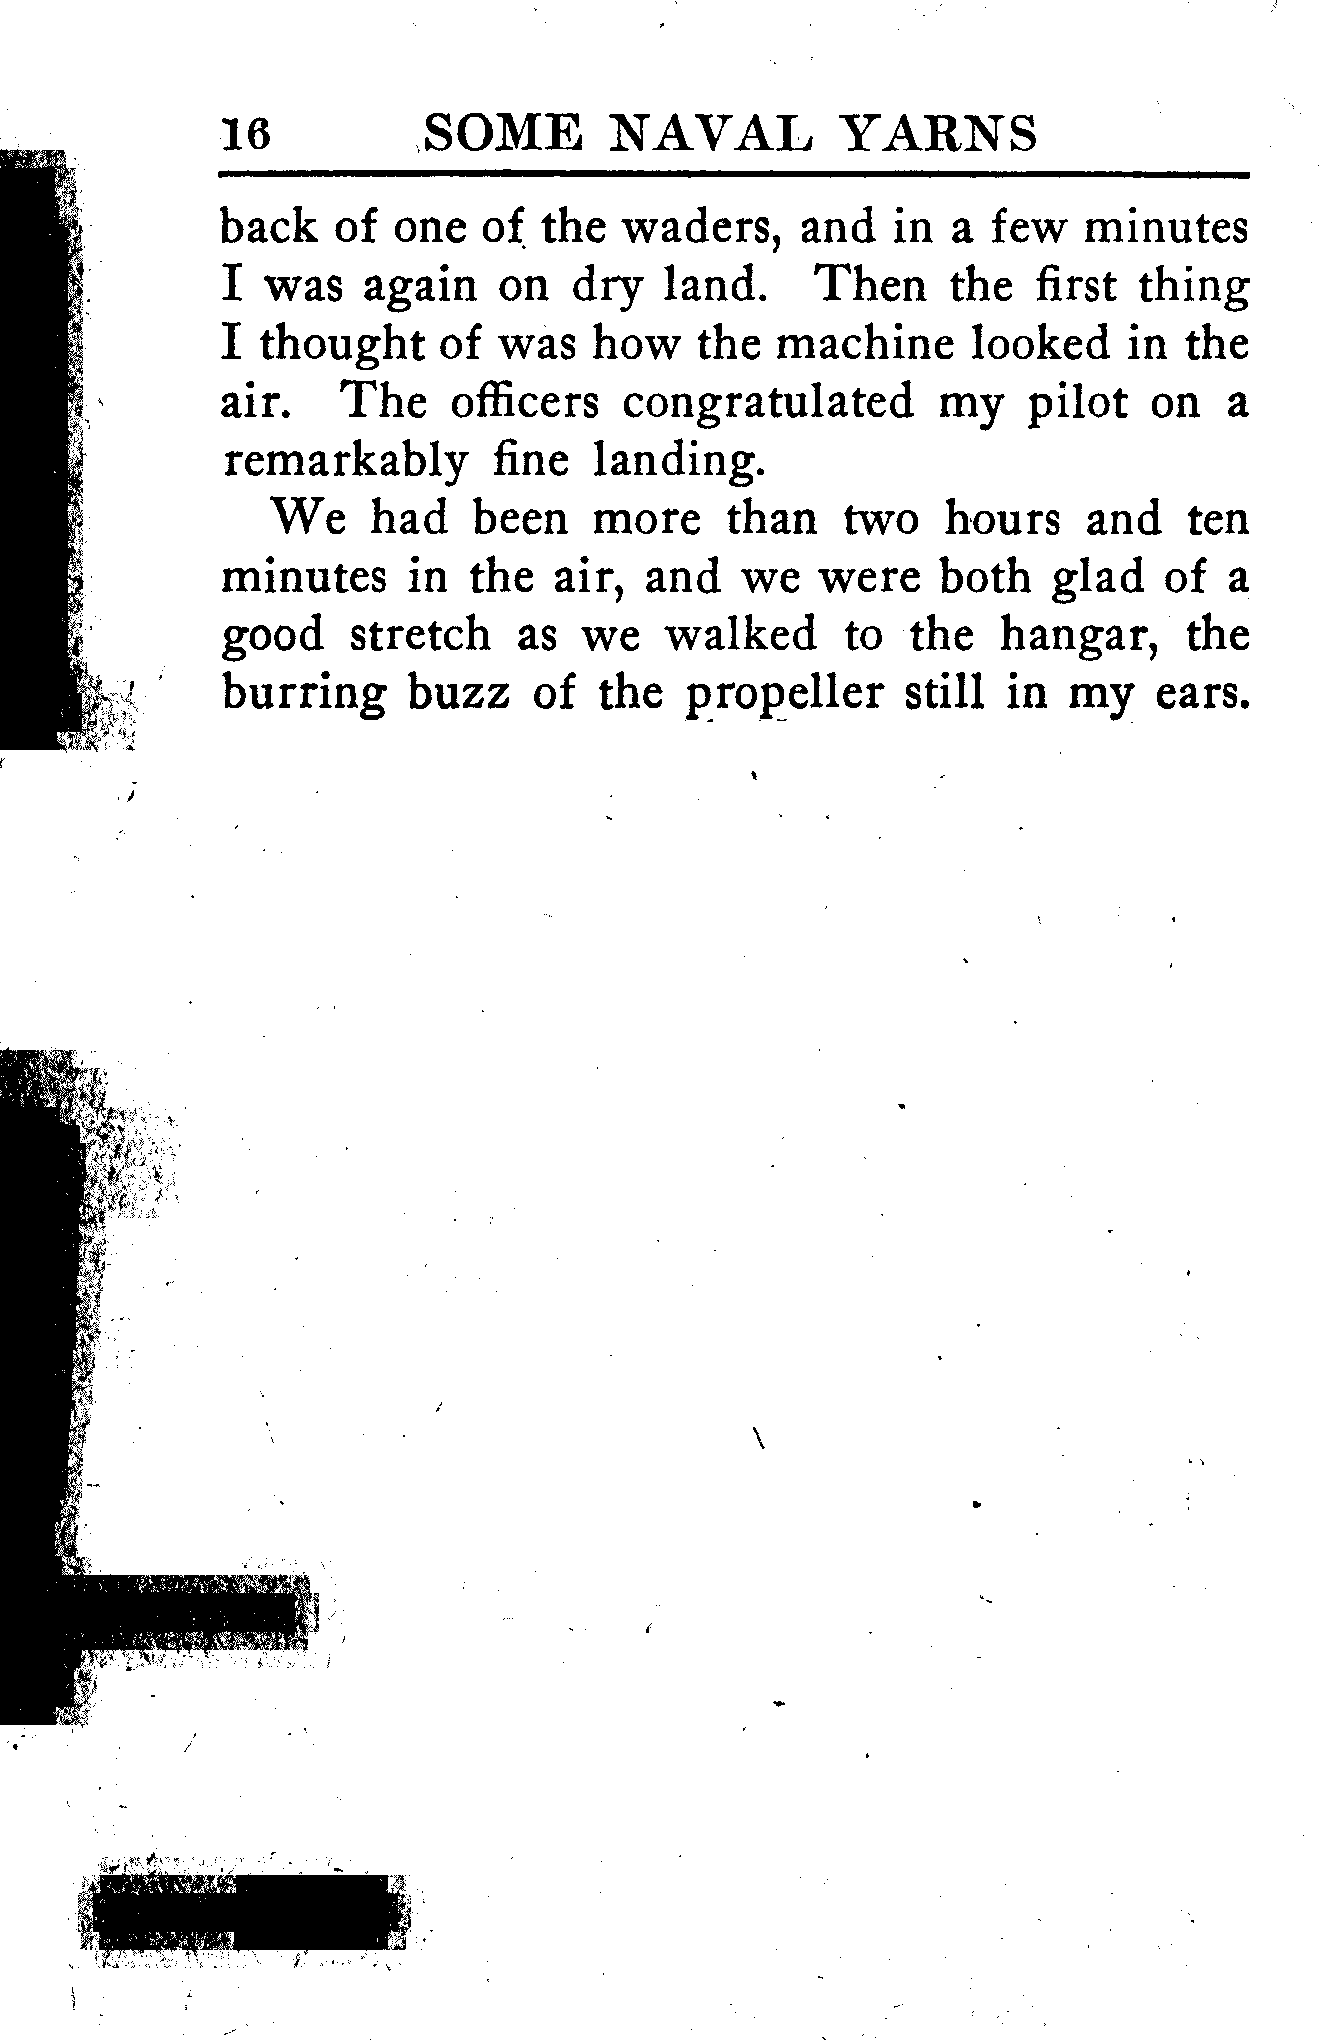 16 SOME NAVAL YARNS
back of one of the waders, and in a few minutes
I was again on dry land. Then the first thing
I thought of was how the machine looked in the
air. The officers congratulated my pilot on a
remarkably fine landing.
We had been more than two hours and ten
minutes in the air, and we were both glad of a
good stretch as we walked to the hangar, the
burring buzz of the propeller still in my ears.